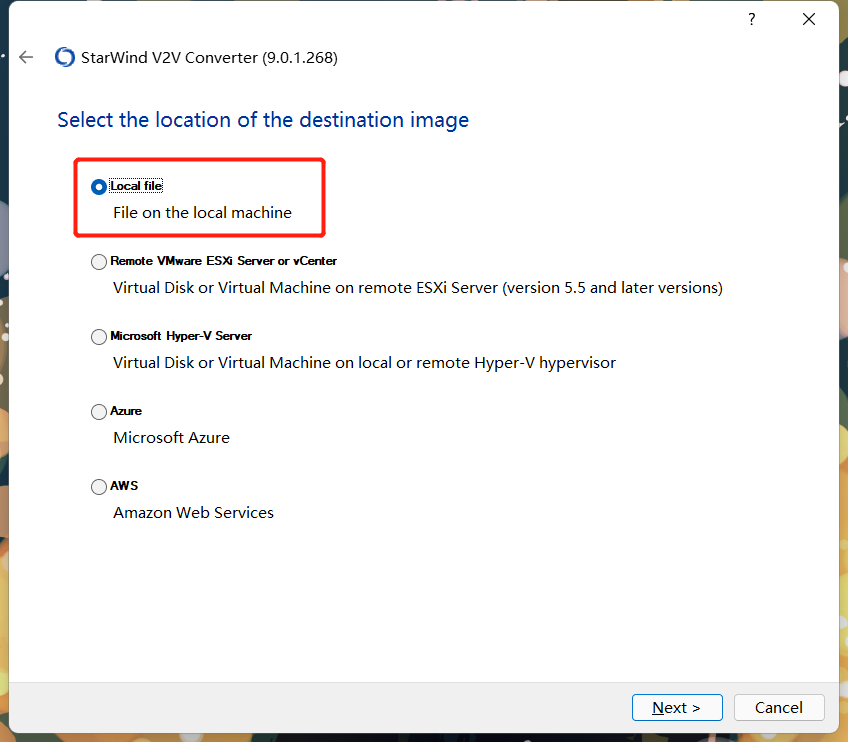 ?
StarWind V2V Converter (9.0.1.268)
Select the location of the destination image
Local file
File on the local machine
Remote VMware ESXi Server or vCenter
Virtual Disk or Virtual Machine on remote ESXi Server (version 5.5 and later versions)
Microsoft Hyper-V Server
Virtual Disk or Virtual Machine on local or remote Hyper-V hypervisor
Azure
Microsoft Azure
AWS
Amazon Web Services
Next >
Cancel